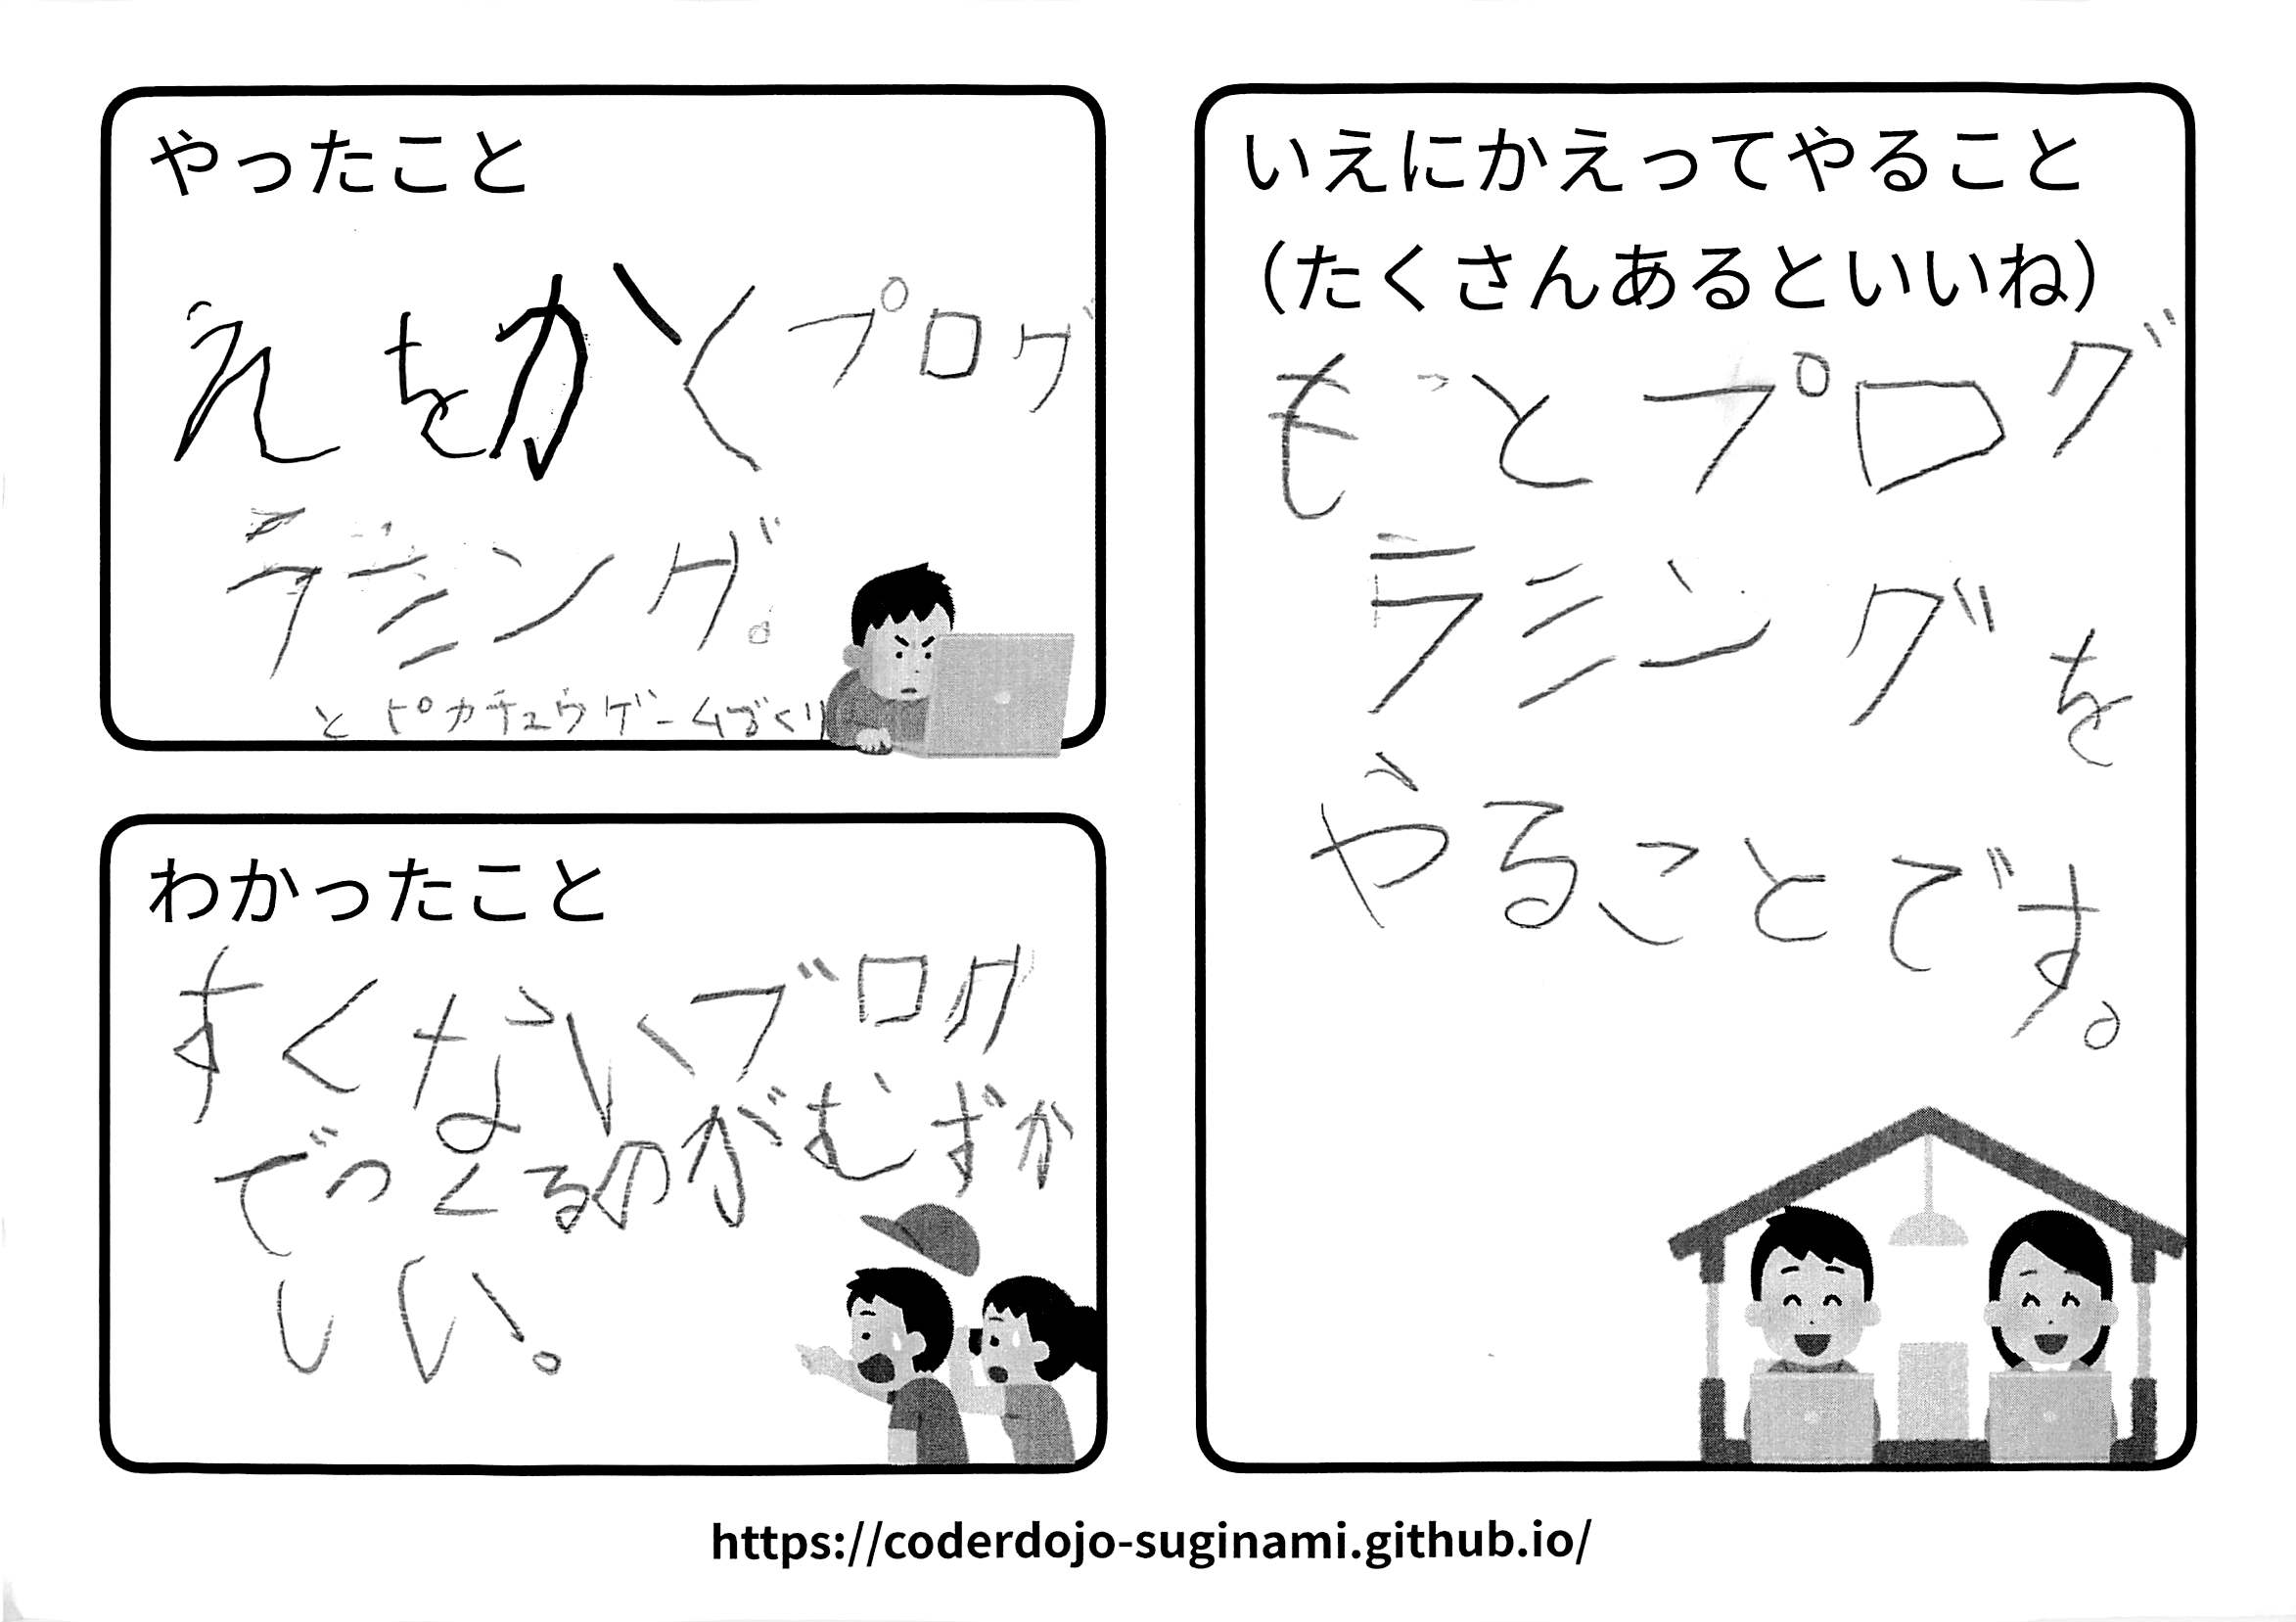 やったこと
えをかくプログ
ラミング。
とピカチュウゲームづくり
わかったこと
すくないブログ
でつくるのがむずか
しい。
いえにかえってやること
（たくさんあるといいね）
もっとプログ
ラミングを
やることです。
https://coderdojo-suginami.github.io/